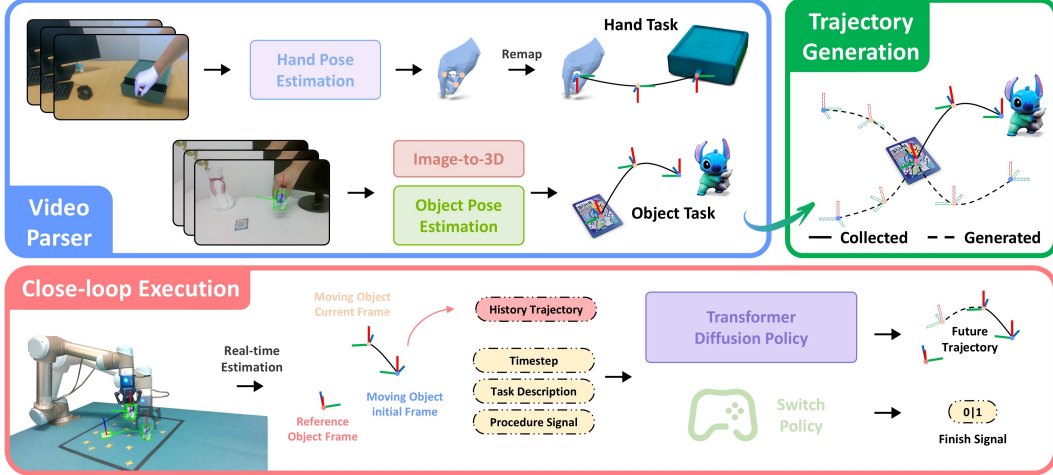 Hand Task
Trajectory
Generation
Hand Pose
Estimation
Remap
Image-to-3D
Object Pose
Estimation
Object Task
Video
Parser
Collected
Generated
Close-loop Execution
Moving Object
Current Frame
History Trajectory
Transformer
Diffusion Policy
Real-time
Estimation
Timestep
Future
Trajectory
Task Description
Moving Object
initial Frame
Reference
Object Frame
Procedure Signal
Switch
Policy
0|1
Finish Signal